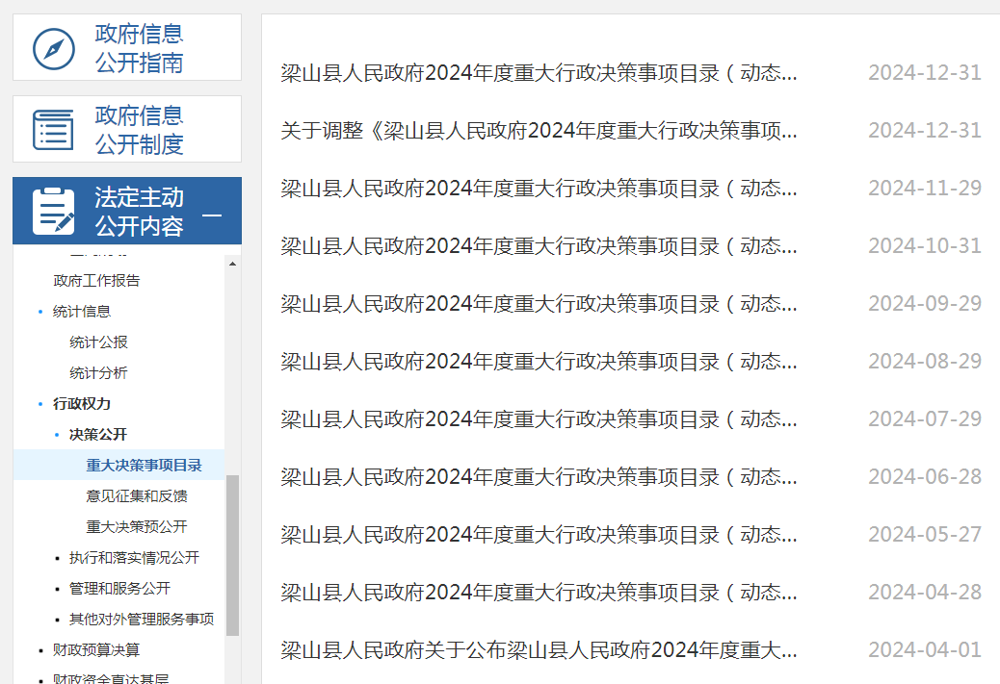 政府信息
公开指南
政府信息
公开制度
法定主动
公开内容
政府工作报告
统计信息
统计公报
统计分析
行政权力
决策公开
重大决策事项目录
意见征集和反馈
重大决策预公开
执行和落实情况公开
管理和服务公开
其他对外管理服务事项
财政预算决算
财政资金直达基层
梁山县人民政府2024年度重大行政决策事项目录（动态... 2024-12-31
关于调整《梁山县人民政府2024年度重大行政决策事项... 2024-12-31
梁山县人民政府2024年度重大行政决策事项目录（动态... 2024-11-29
梁山县人民政府2024年度重大行政决策事项目录（动态... 2024-10-31
梁山县人民政府2024年度重大行政决策事项目录（动态... 2024-09-29
梁山县人民政府2024年度重大行政决策事项目录（动态... 2024-08-29
梁山县人民政府2024年度重大行政决策事项目录（动态... 2024-07-29
梁山县人民政府2024年度重大行政决策事项目录（动态... 2024-06-28
梁山县人民政府2024年度重大行政决策事项目录（动态... 2024-05-27
梁山县人民政府2024年度重大行政决策事项目录（动态... 2024-04-28
梁山县人民政府关于公布梁山县人民政府2024年度重大... 2024-04-01